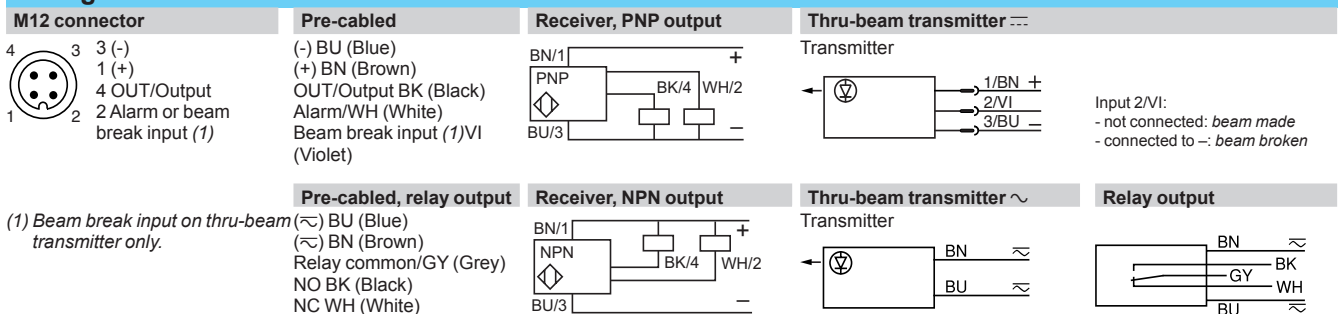 M12 connector
4
3
1
2
3 (-)
1 (+)
4 OUT/Output
2 Alarm or beam
break input (1)
Pre-cabled
(-) BU (Blue)
(+) BN (Brown)
OUT/Output BK (Black)
Alarm/WH (White)
Beam break input (1)VI
(Violet)
Receiver, PNP output
BN/1
+
PNP
BK/4
WH/2
BU/3
–
Thru-beam transmitter ⎓
Transmitter
1/BN +
2/VI
3/BU –
Input 2/VI:
- not connected: beam made
- connected to –: beam broken
(1) Beam break input on thru-beam
transmitter only.
Pre-cabled, relay output
(⏦) BU (Blue)
(⏦) BN (Brown)
Relay common/GY (Grey)
NO BK (Black)
NC WH (White)
Receiver, NPN output
BN/1
+
NPN
BK/4
WH/2
BU/3
–
Thru-beam transmitter ~
Transmitter
BN
BU
Relay output
BN
BK
GY
WH
BU